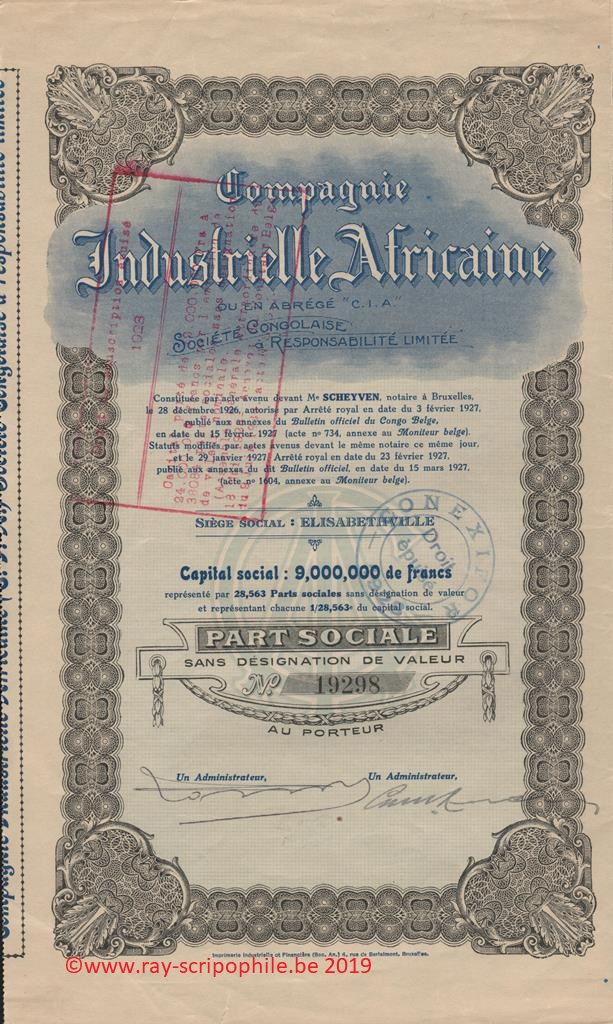 Compagnie
Industrielle Africaine
OU EN ABRÉGÉ "C.I.A."
SOCIÉTÉ CONGOLAISE
à RESPONSABILITÉ LIMITÉE
Constituée par acte avenu devant Me SCHEYVEN, notaire à Bruxelles,
le 28 décembre 1926, autorisé par Arrêté royal en date du 3 février 1927,
publié aux annexes du Bulletin officiel du Congo Belge,
en date du 15 février 1927 (acte no 734, annexe au Moniteur belge).
Statuts modifiés par actes avenus devant le même notaire ce même jour,
et le 29 janvier 1927, Arrêté royal en date du 23 février 1927,
publié aux annexes du dit Bulletin officiel, en date du 15 mars 1927,
(acte no 1604, annexe au Moniteur belge).
SIÈGE SOCIAL : ELISABETHVILLE
Capital social : 9,000,000 de francs
représenté par 28,563 Parts sociales sans désignation de valeur
et représentant chacune 1/28,563e du capital social.
PART SOCIALE
SANS DÉSIGNATION DE VALEUR
No 19298
AU PORTEUR
Un Administrateur, Un Administrateur,
Imprimerie Industrielle et Financière (Soc. An.) 4, rue de Berlaimont, Bruxelles.
©www.ray-scripophile.be 2019
1928
Droit
épuisé